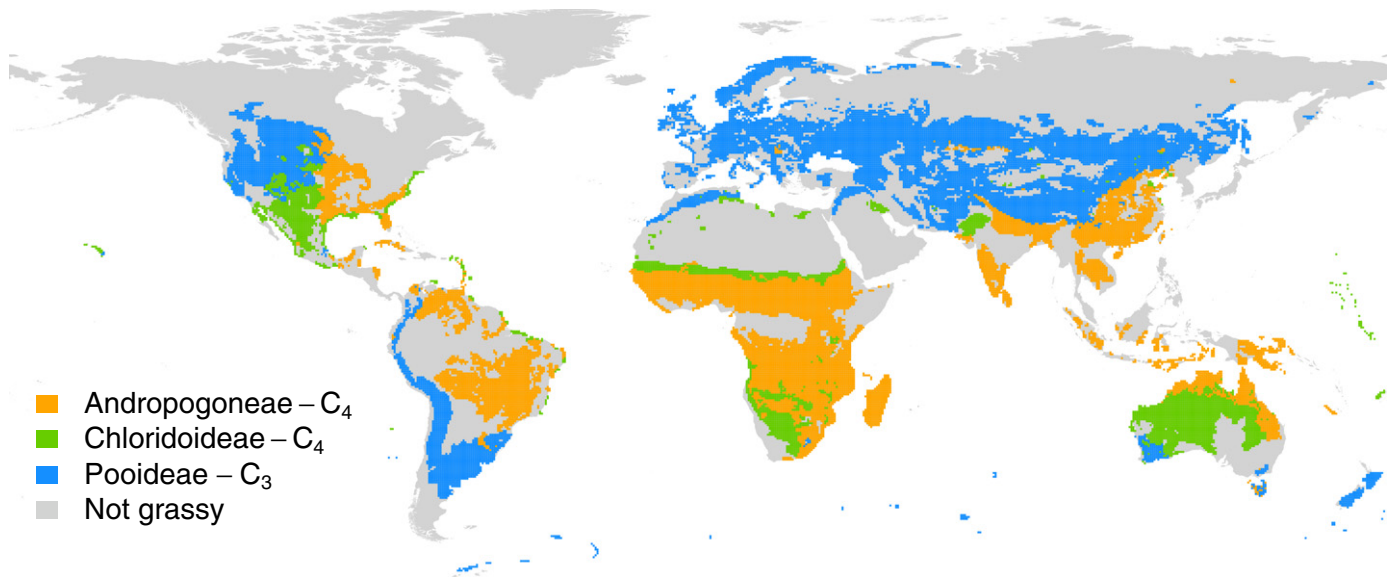 Andropogoneae – C₄
Chloridoideae – C₄
Pooideae – C₃
Not grassy